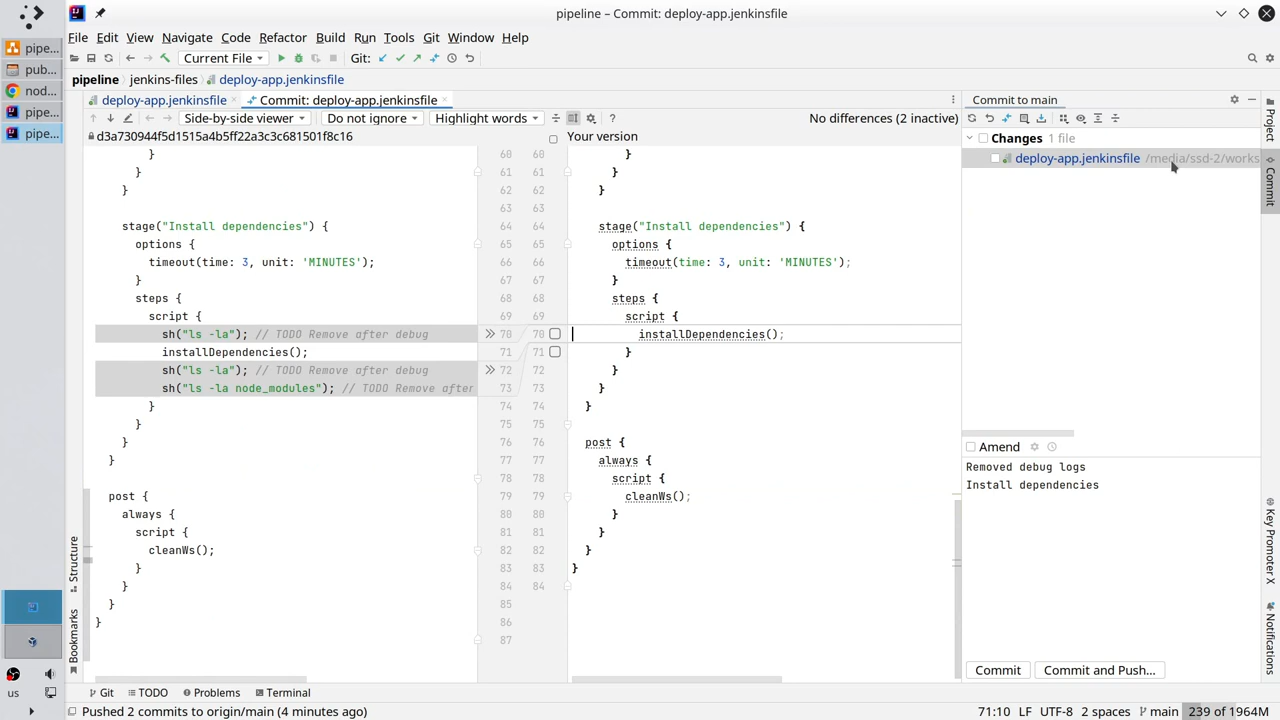 pipeline – Commit: deploy-app.jenkinsfile
File Edit View Navigate Code Refactor Build Run Tools Git Window Help
Current File
Git:
pipeline
jenkins-files
deploy-app.jenkinsfile
deploy-app.jenkinsfile
Commit: deploy-app.jenkinsfile
Side-by-side viewer
Do not ignore
Highlight words
?
No differences (2 inactive)
d3a730944f5d1515a4b5ff22a3c3c681501f8c16
Your version
pipe...
pub...
nod...
pipe...
pipe...
us
}
}
}
stage("Install dependencies") {
options {
timeout(time: 3, unit: 'MINUTES');
}
steps {
script {
sh("ls -la"); // TODO Remove after debug
installDependencies();
sh("ls -la"); // TODO Remove after debug
sh("ls -la node_modules"); // TODO Remove after
}
}
}
}
post {
always {
script {
cleanWs();
}
}
}
}
60 60
61 61
62 62
63 63
64 64
65 65
66 66
67 67
68 68
69 69
70 70
71 71
72 72
73 73
74 74
75 75
76 76
77 77
78 78
79 79
80 80
81 81
82 82
83 83
84 84
85
86
87
}
}
}
stage("Install dependencies") {
options {
timeout(time: 3, unit: 'MINUTES');
}
steps {
script {
installDependencies();
}
}
}
}
post {
always {
script {
cleanWs();
}
}
}
}
Commit to main
Changes 1 file
deploy-app.jenkinsfile /media/ssd-2/works
Amend
Removed debug logs
Install dependencies
Commit
Commit and Push...
Project
Commit
Key Promoter X
Notifications
Structure
Bookmarks
Git
TODO
Problems
Terminal
Pushed 2 commits to origin/main (4 minutes ago)
71:10 LF UTF-8 2 spaces main 239 of 1964M